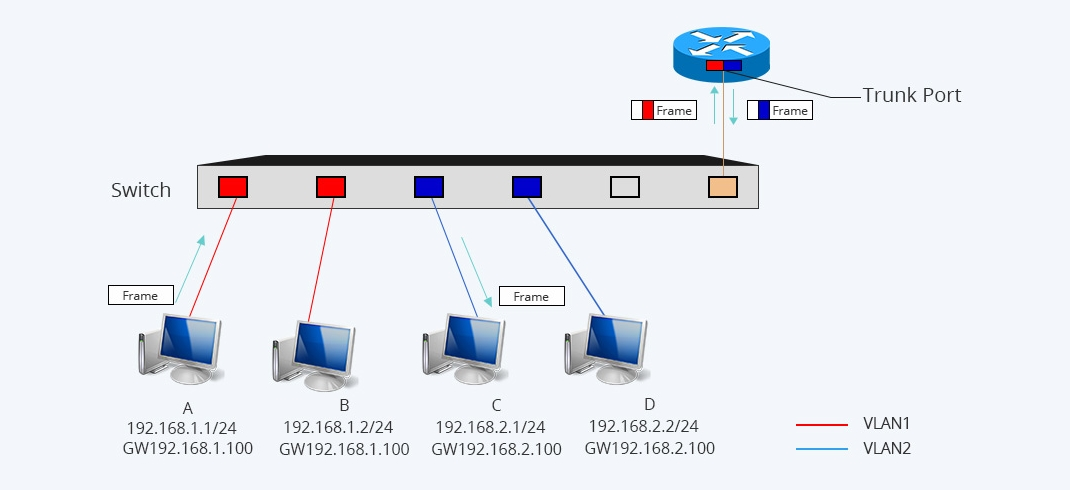 Trunk Port
Frame
Frame
Switch
Frame
Frame
A
192.168.1.1/24
GW192.168.1.100
B
192.168.1.2/24
GW192.168.1.100
C
192.168.2.1/24
GW192.168.2.100
D
192.168.2.2/24
GW192.168.2.100
VLAN1
VLAN2